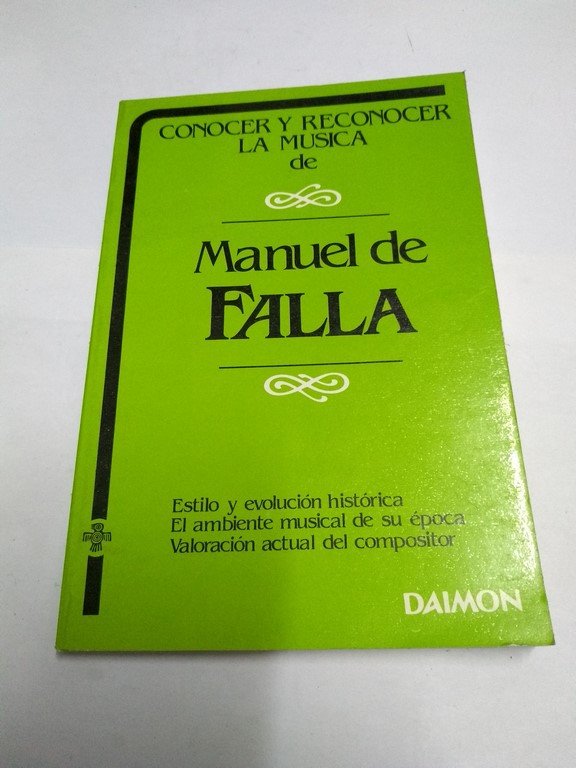 CONOCER Y RECONOCER
LA MUSICA
de
Manuel de
FALLA
Estilo y evolución histórica
El ambiente musical de su época
Valoración actual del compositor
DAIMON